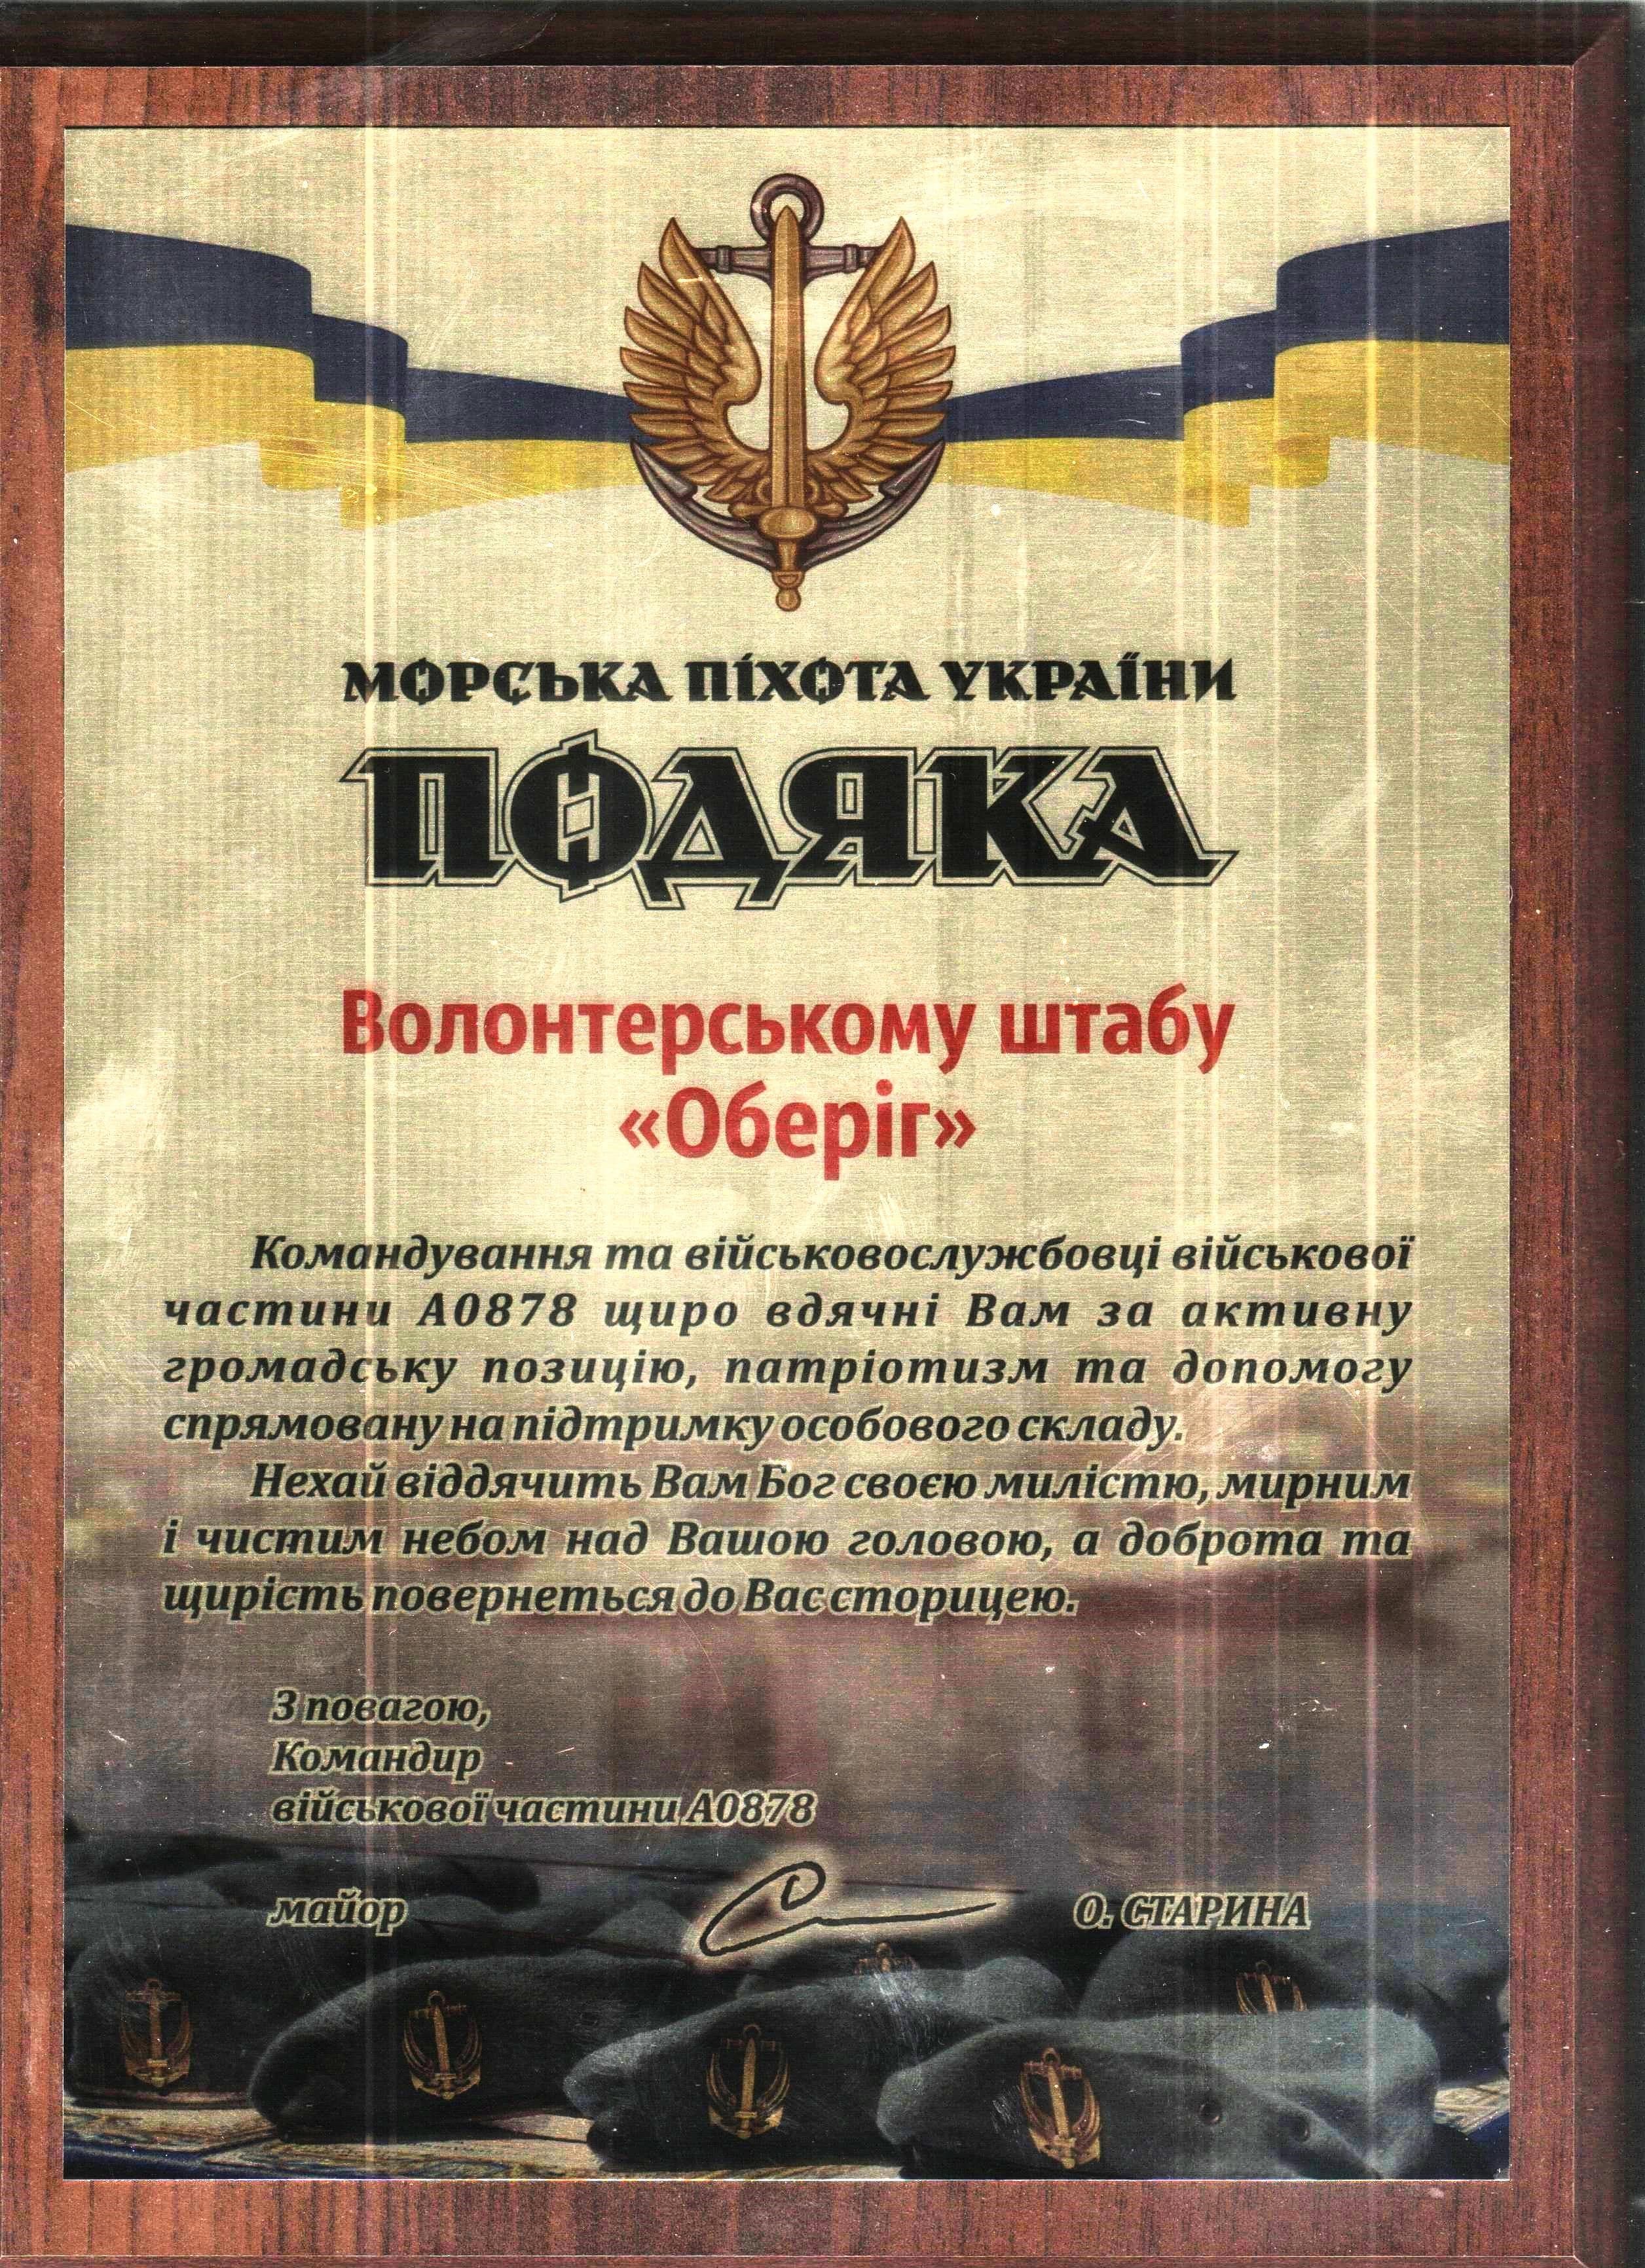 МОРСЬКА ПІХОТА УКРАЇНИ
ПОДЯКА
Волонтерському штабу
«Оберіг»
Командування та військовослужбовці військової
частини А0878 щиро вдячні Вам за активну
громадську позицію, патріотизм та допомогу
спрямовану на підтримку особового складу.
Нехай віддячить Вам Бог своєю милістю, мирним
і чистим небом над Вашою головою, а доброта та
щирість повернеться до Вас сторицею.
З повагою,
Командир
військової частини А0878
майор О. СТАРИНА